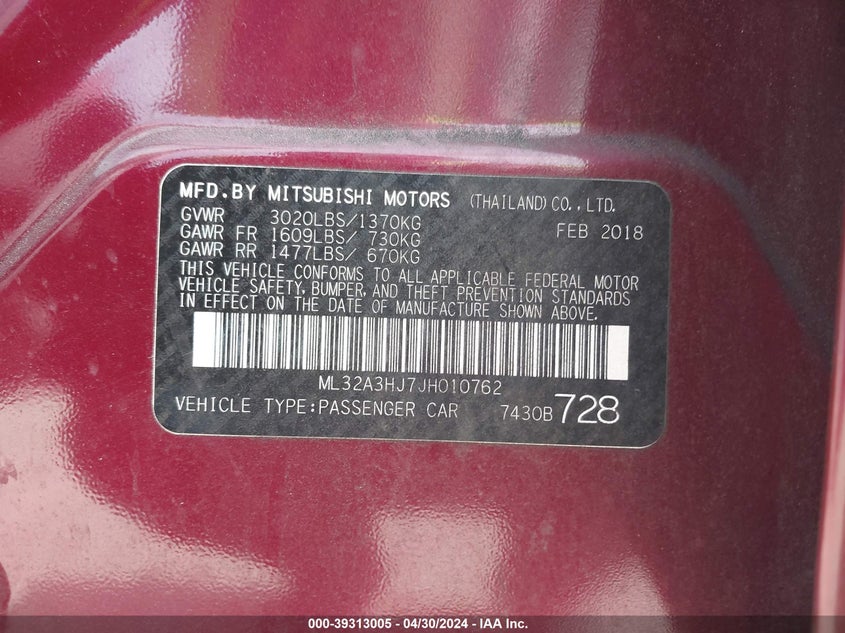 MFD.BY MITSUBISHI MOTORS (THAILAND) CO.,LTD.
GVWR 3020LBS/1370KG FEB 2018
GAWR FR 1609LBS/ 730KG
GAWR RR 1477LBS/ 670KG
THIS VEHICLE CONFORMS TO ALL APPLICABLE FEDERAL MOTOR
VEHICLE SAFETY, BUMPER, AND THEFT PREVENTION STANDARDS
IN EFFECT ON THE DATE OF MANUFACTURE SHOWN ABOVE.
ML32A3HJ7JH010762
VEHICLE TYPE:PASSENGER CAR 7430B 728
000-39313005 - 04/30/2024 - IAA Inc.